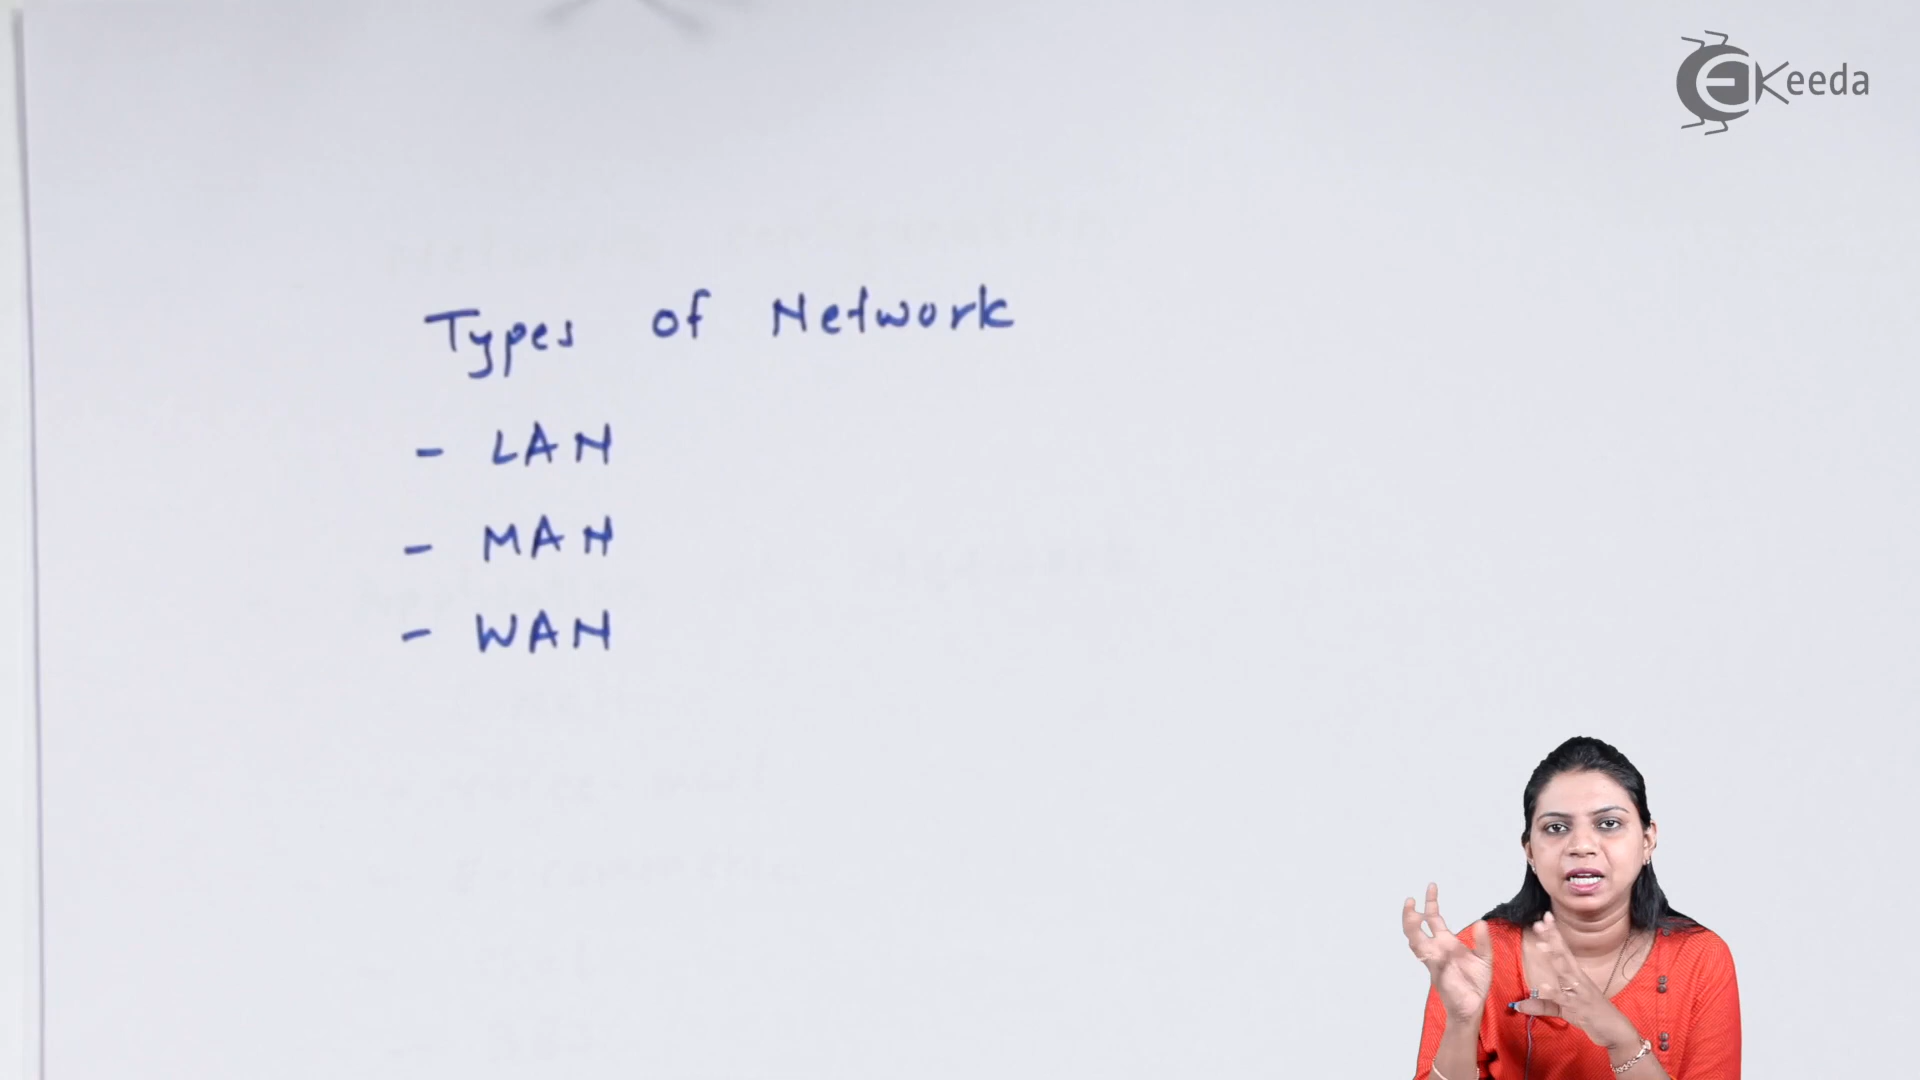 EKeeda
Types of Network
- LAN
- MAN
- WAN